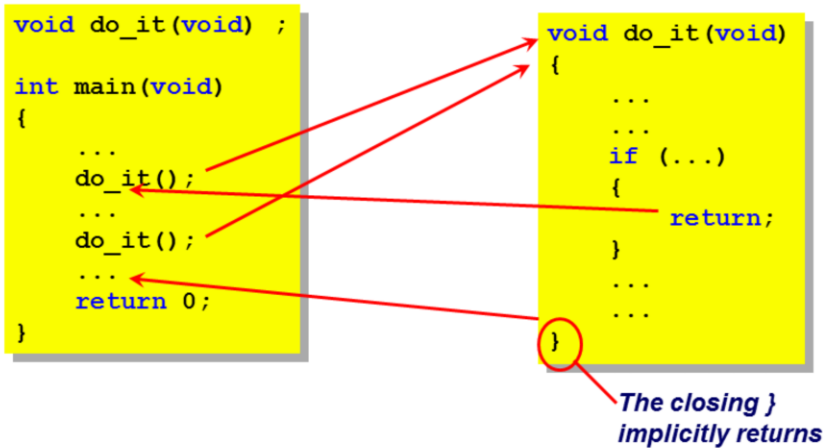 void do_it(void) ;
int main(void)
{
...
do_it();
...
do_it();
...
return 0;
}
void do_it(void)
{
...
...
if (...)
{
return;
}
...
...
}
The closing }
implicitly returns